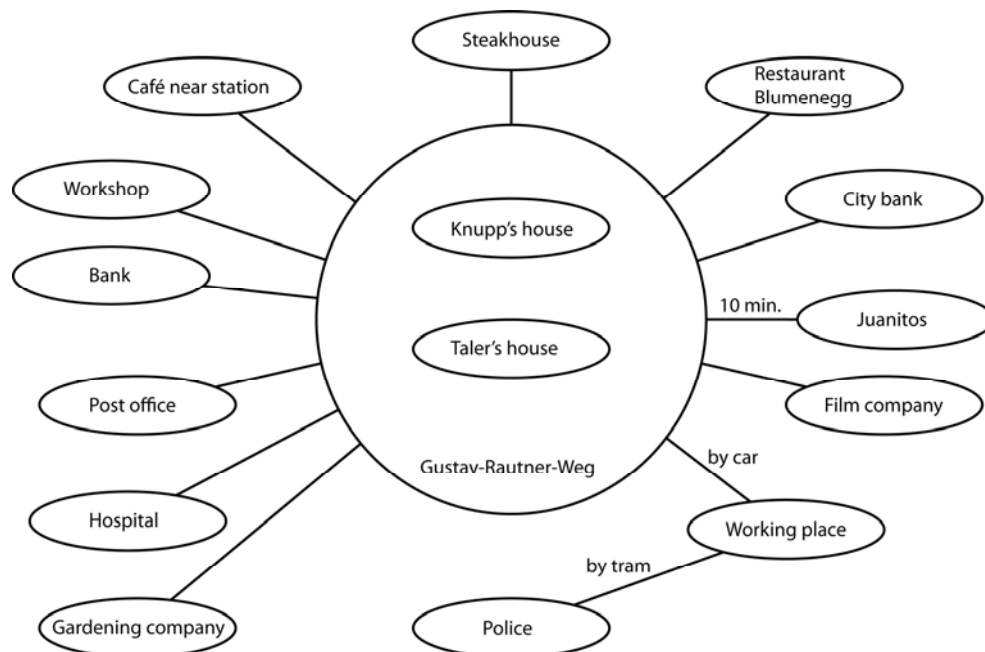 Steakhouse
Café near station
Restaurant
Blumenegg
Workshop
City bank
Knupp's house
Bank
10 min.
Juanitos
Taler's house
Post office
Film company
by car
Gustav-Rautner-Weg
Hospital
Working place
by tram
Gardening company
Police